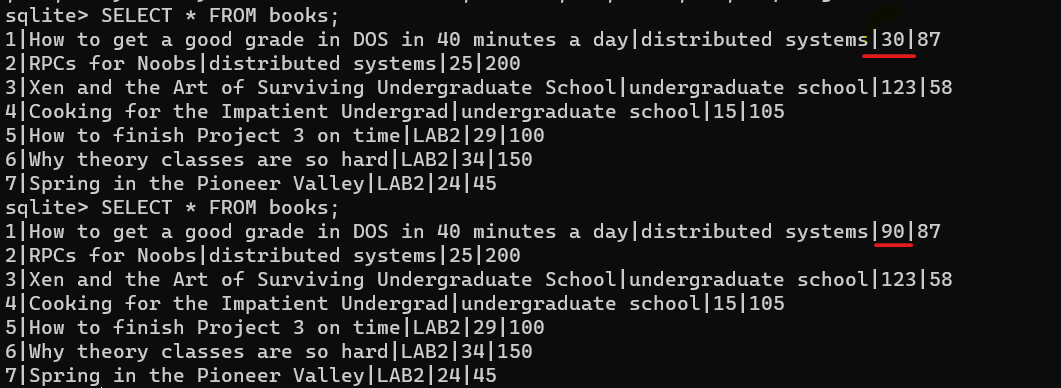 sqlite> SELECT * FROM books;
1|How to get a good grade in DOS in 40 minutes a day|distributed systems|30|87
2|RPCs for Noobs|distributed systems|25|200
3|Xen and the Art of Surviving Undergraduate School|undergraduate school|123|58
4|Cooking for the Impatient Undergrad|undergraduate school|15|105
5|How to finish Project 3 on time|LAB2|29|100
6|Why theory classes are so hard|LAB2|34|150
7|Spring in the Pioneer Valley|LAB2|24|45
sqlite> SELECT * FROM books;
1|How to get a good grade in DOS in 40 minutes a day|distributed systems|90|87
2|RPCs for Noobs|distributed systems|25|200
3|Xen and the Art of Surviving Undergraduate School|undergraduate school|123|58
4|Cooking for the Impatient Undergrad|undergraduate school|15|105
5|How to finish Project 3 on time|LAB2|29|100
6|Why theory classes are so hard|LAB2|34|150
7|Spring in the Pioneer Valley|LAB2|24|45